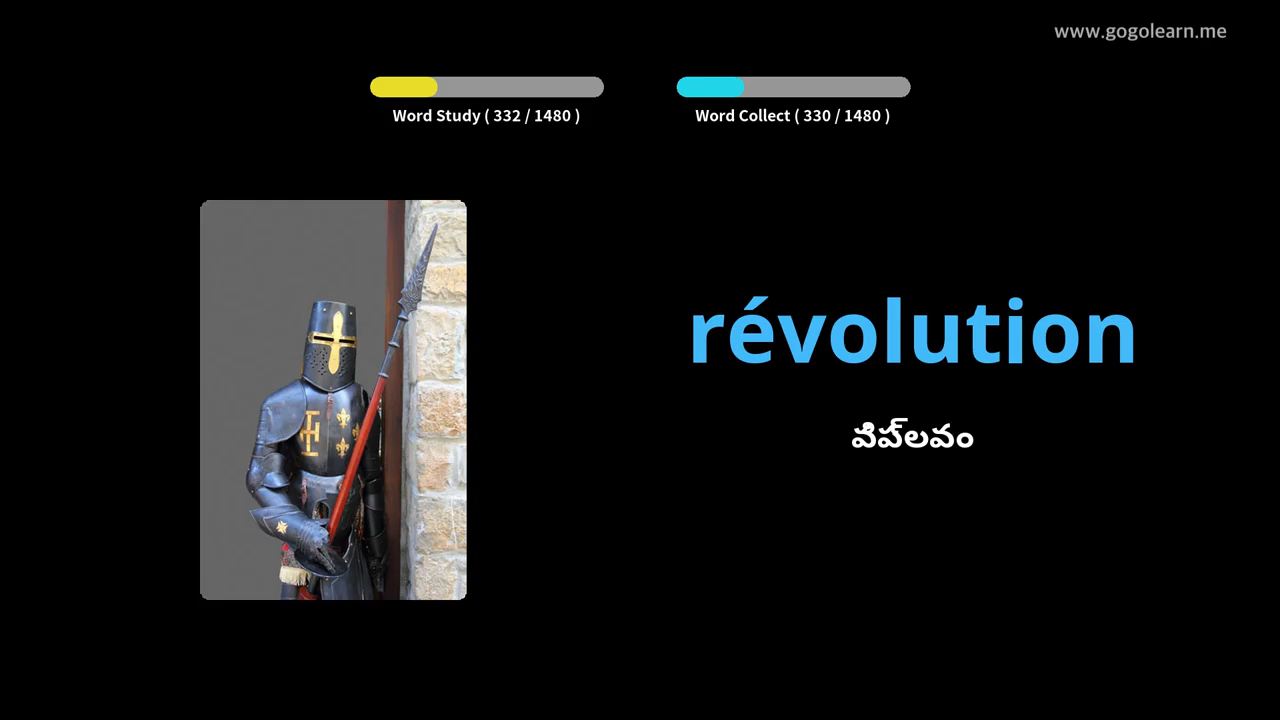 www.gogolearn.me
Word Study ( 332 / 1480 )
Word Collect ( 330 / 1480 )
révolution
విప్లవం